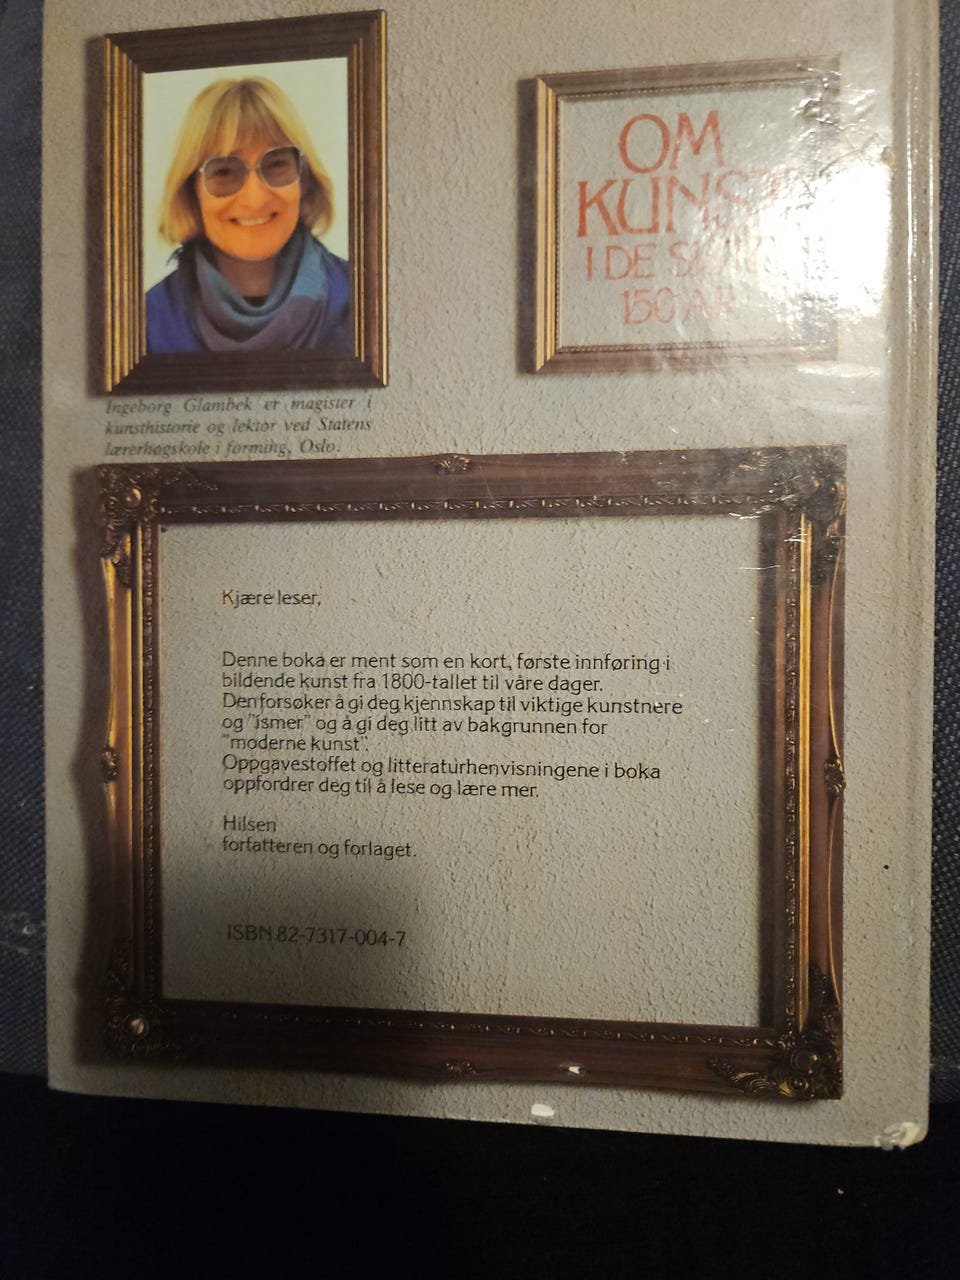 Ingeborg Glambek er magister i
kunsthistorie og lektor ved Statens
lærerhøgskole i forming, Oslo.
OM
KUNST
I DE
150 ÅR
Kjære leser,
Denne boka er ment som en kort, første innføring i
bildende kunst fra 1800-tallet til våre dager.
Den forsøker å gi deg kjennskap til viktige kunstnere
og "ismer" og å gi deg litt av bakgrunnen for
"moderne kunst".
Oppgavestoffet og litteraturhenvisningene i boka
oppfordrer deg til å lese og lære mer.
Hilsen
forfatteren og forlaget.
ISBN 82-7317-004-7